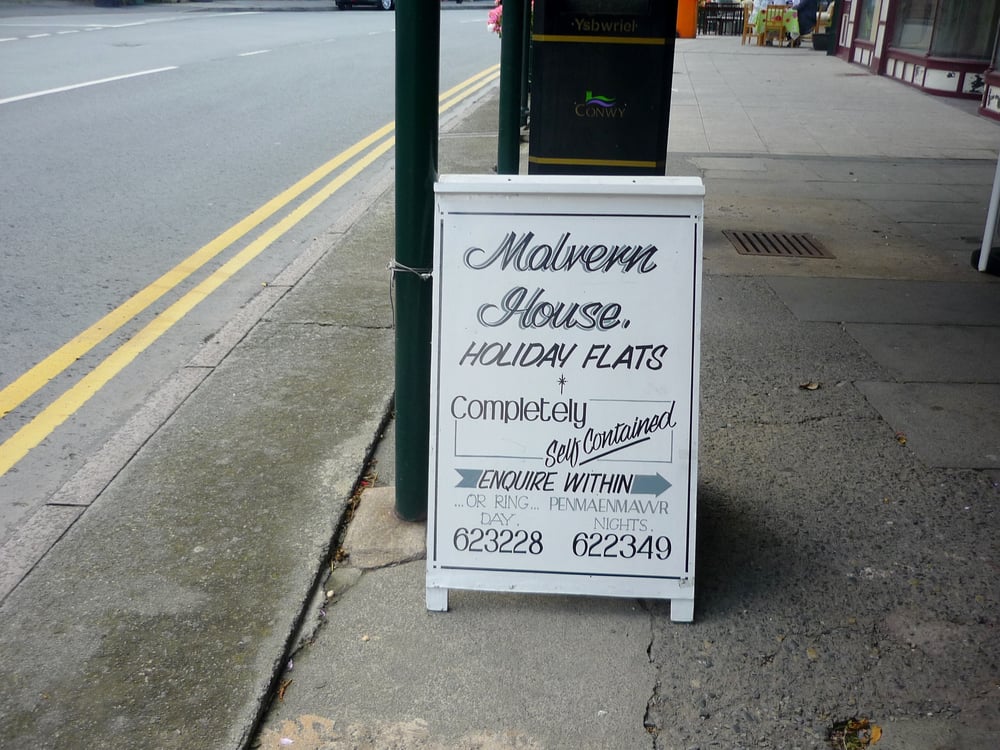 Ysbwriel
CONWY
Malvern
House.
HOLIDAY FLATS
Completely
Self Contained
ENQUIRE WITHIN
...OR RING... PENMAENMAWR
DAY. NIGHTS.
623228 622349